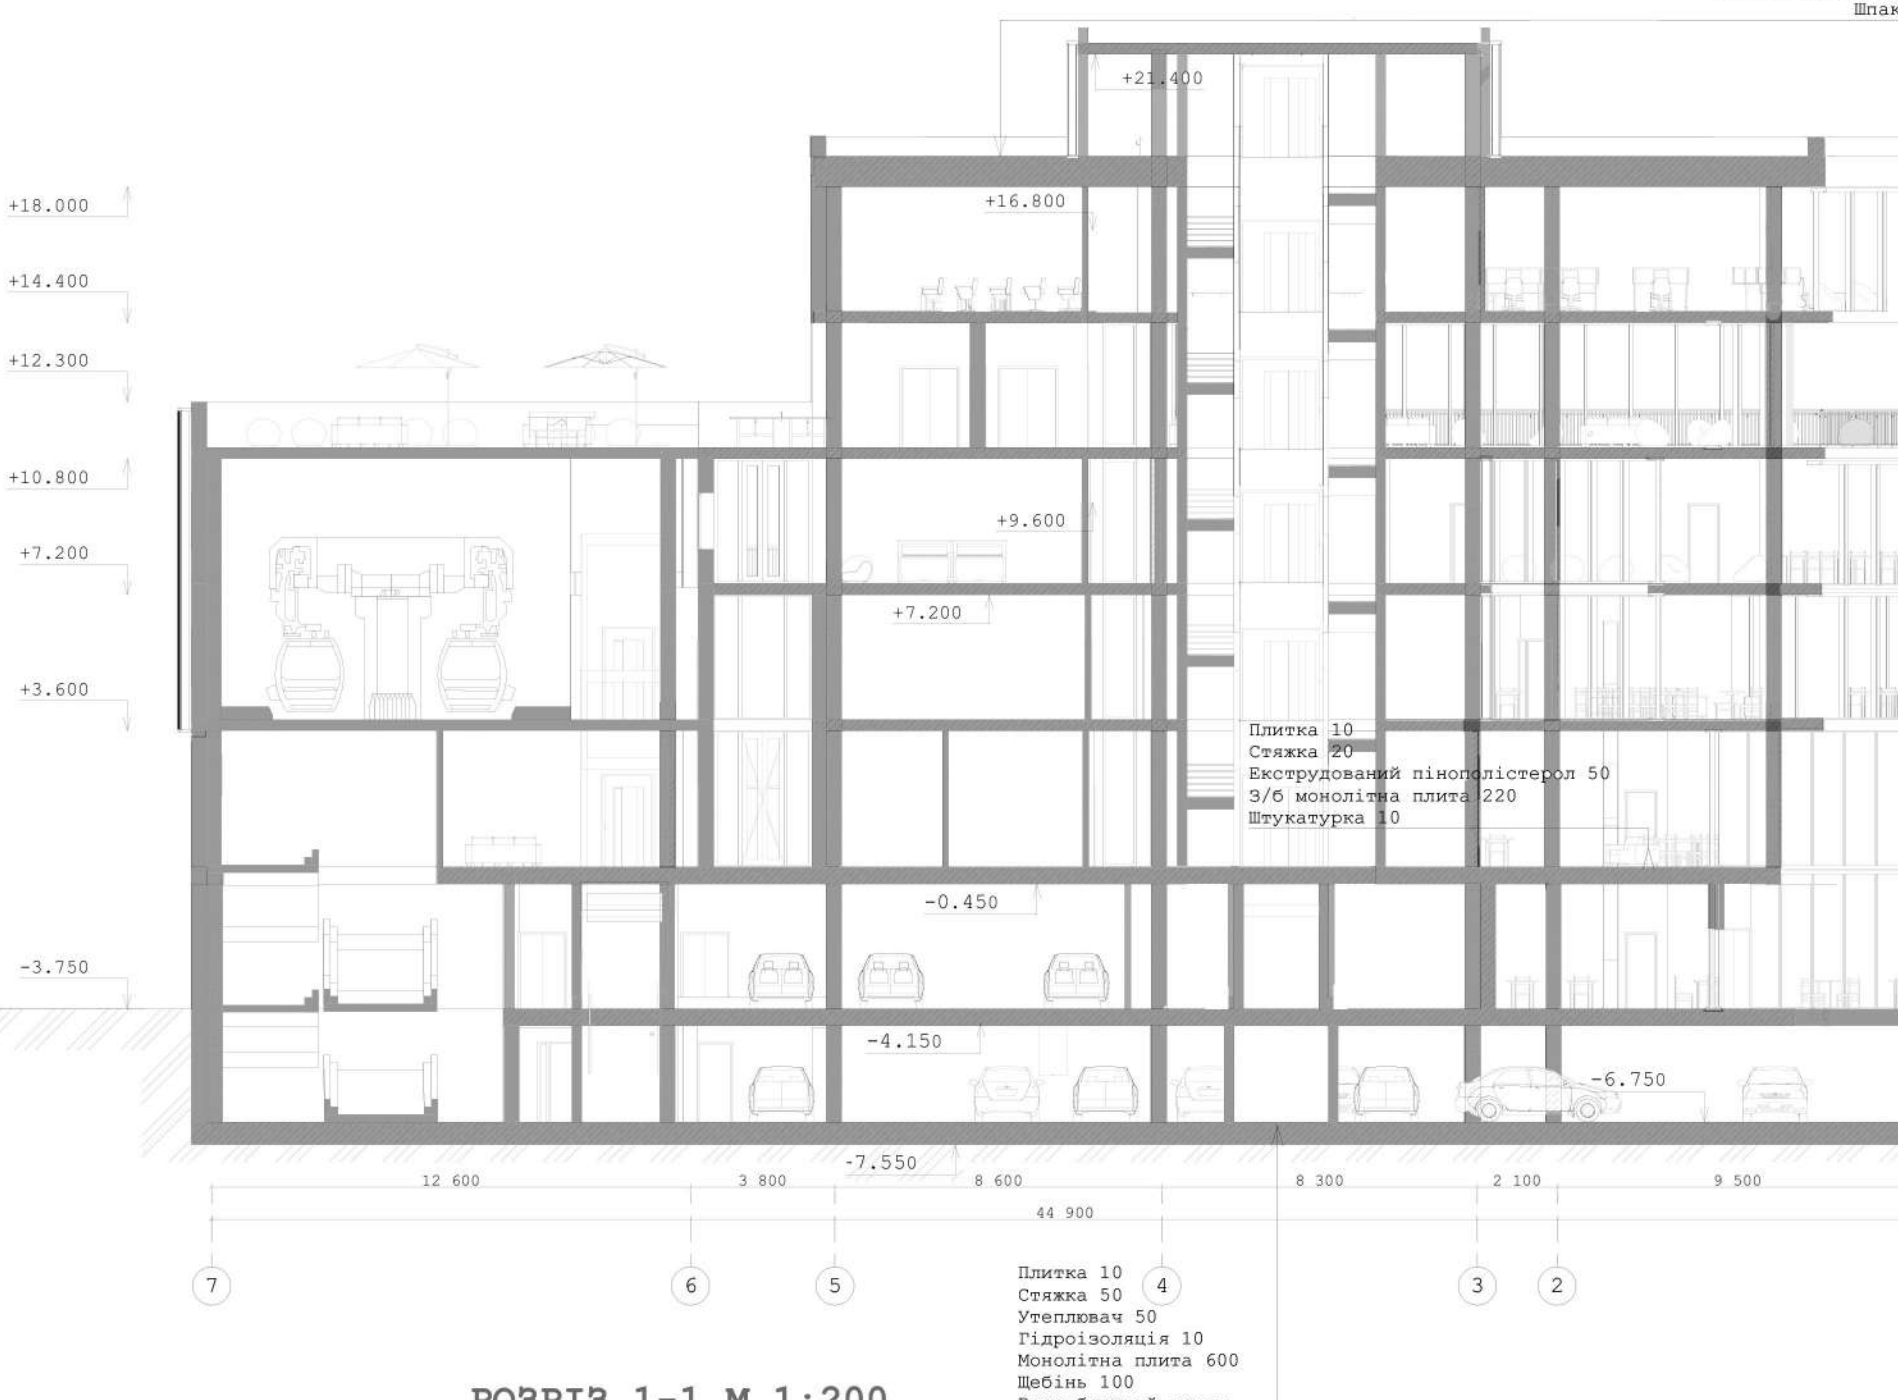 Шпак
+21.400
+18.000
+16.800
+14.400
+12.300
+10.800
+9.600
+7.200
+7.200
+3.600
Плитка 10
Стяжка 20
Екструдований пінополістерол 50
З/б монолітна плита 220
Штукатурка 10
-0.450
-3.750
-4.150
-6.750
-7.550
12 600
3 800
8 600
8 300
2 100
9 500
44 900
7
6
5
4
3
2
Плитка 10
Стяжка 50
Утеплювач 50
Гідроізоляція 10
Монолітна плита 600
Щебінь 100
РОЗРІЗ 1-1 М 1:200